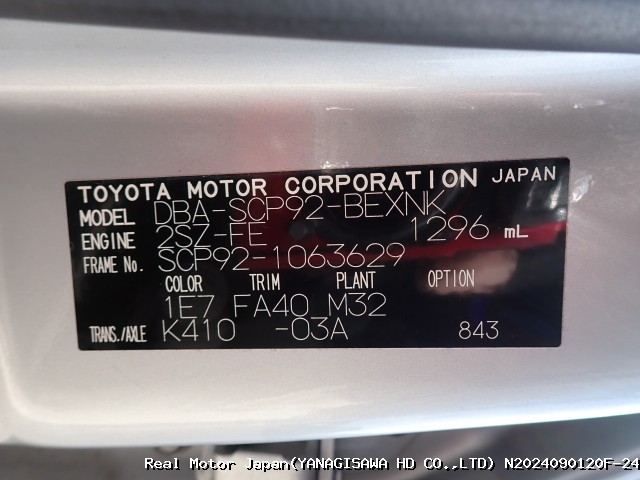 TOYOTA MOTOR CORPORATION JAPAN
MODEL DBA-SCP92-BEXNK
ENGINE 2SZ-FE 1296 mL
FRAME No. SCP92-1063629
COLOR TRIM PLANT OPTION
1E7 FA40 M32
TRANS./AXLE K410 -03A 843
Real Motor Japan(YANAGISAWA HD CO.,LTD) N2024090120F-24